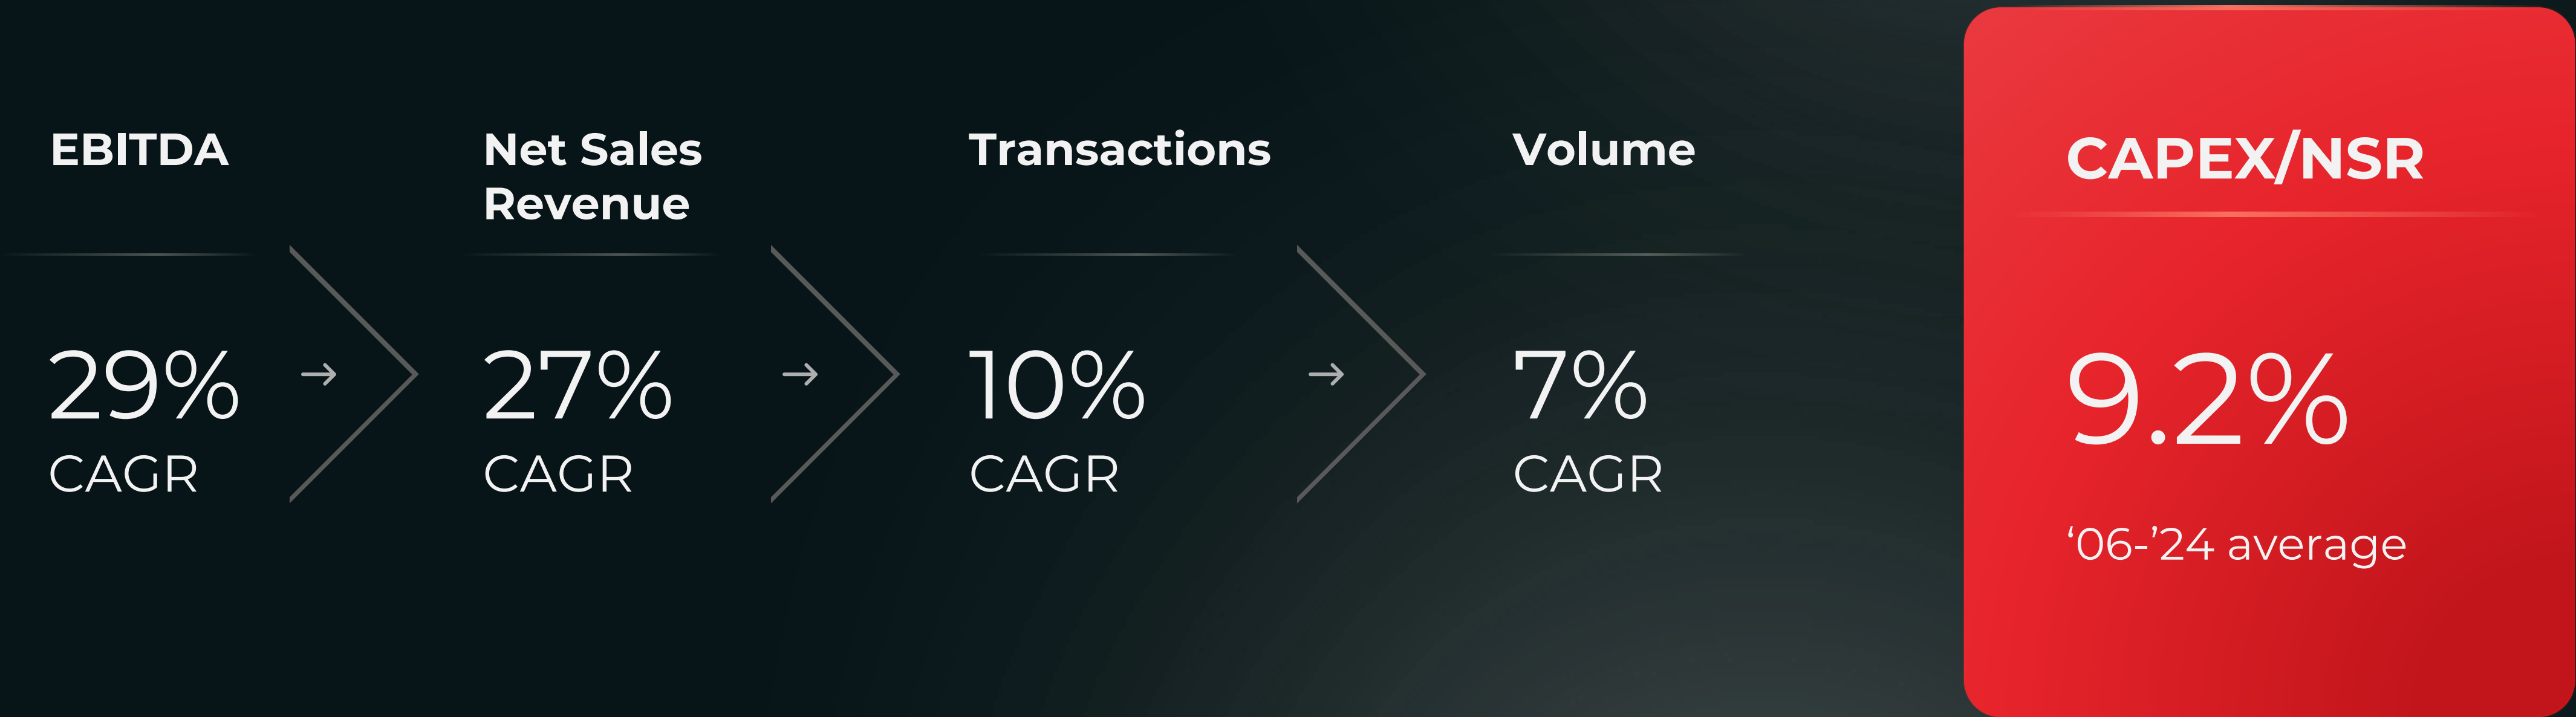 EBITDA
29%
CAGR
Net Sales
Revenue
27%
CAGR
Transactions
10%
CAGR
Volume
7%
CAGR
CAPEX/NSR
9.2%
‘06-’24 average